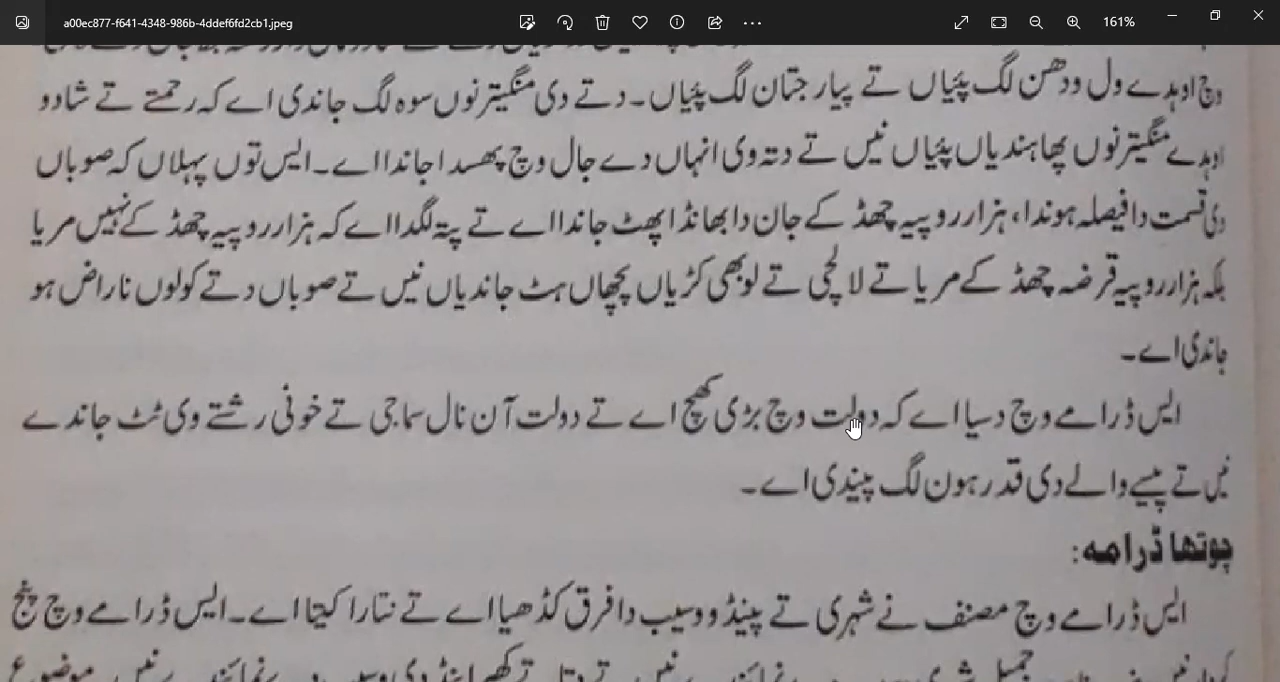 a00ec877-f641-4348-986b-4ddef6fd2cb1.jpeg
161%
وچ اوہدے ول ودھن لگ پئیاں تے پیار جتان لگ پئیاں۔ دتے دی منگیتر نوں سوہ لگ جاندی اے کہ رحمتے تے شادو
اوہدے منگیتر نوں پھاہندیاں پئیاں نیں تے دتہ وی انہاں دے جال وچ پھسدا جاندا اے۔ ایس توں پہلاں کہ صوباں
دی قسمت دا فیصلہ ہوندا، ہزار روپیہ چھڈ کے جان دا بھانڈا پھٹ جاندا اے تے پتہ لگدا اے کہ ہزار روپیہ چھڈ کے نہیں مریا
بلکہ ہزار روپیہ قرضہ چھڈ کے مریا تے لالچی تے لوبھی کڑیاں پچھاں ہٹ جاندیاں نیں تے صوباں دتے کولوں ناراض ہو
جاندی اے۔
ایس ڈرامے وچ دسیا اے کہ دولت وچ بڑی کھچ اے تے دولت آن نال سماجی تے خونی رشتے وی ٹٹ جاندے
نیں تے پیسے والے دی قدر ہون لگ پیندی اے۔
چوتھا ڈرامہ:
ایس ڈرامے وچ مصنف نے شہری تے پینڈو وسیب دا فرق کڈھیا اے تے نتارا کیتا اے۔ ایس ڈرامے وچ پنج